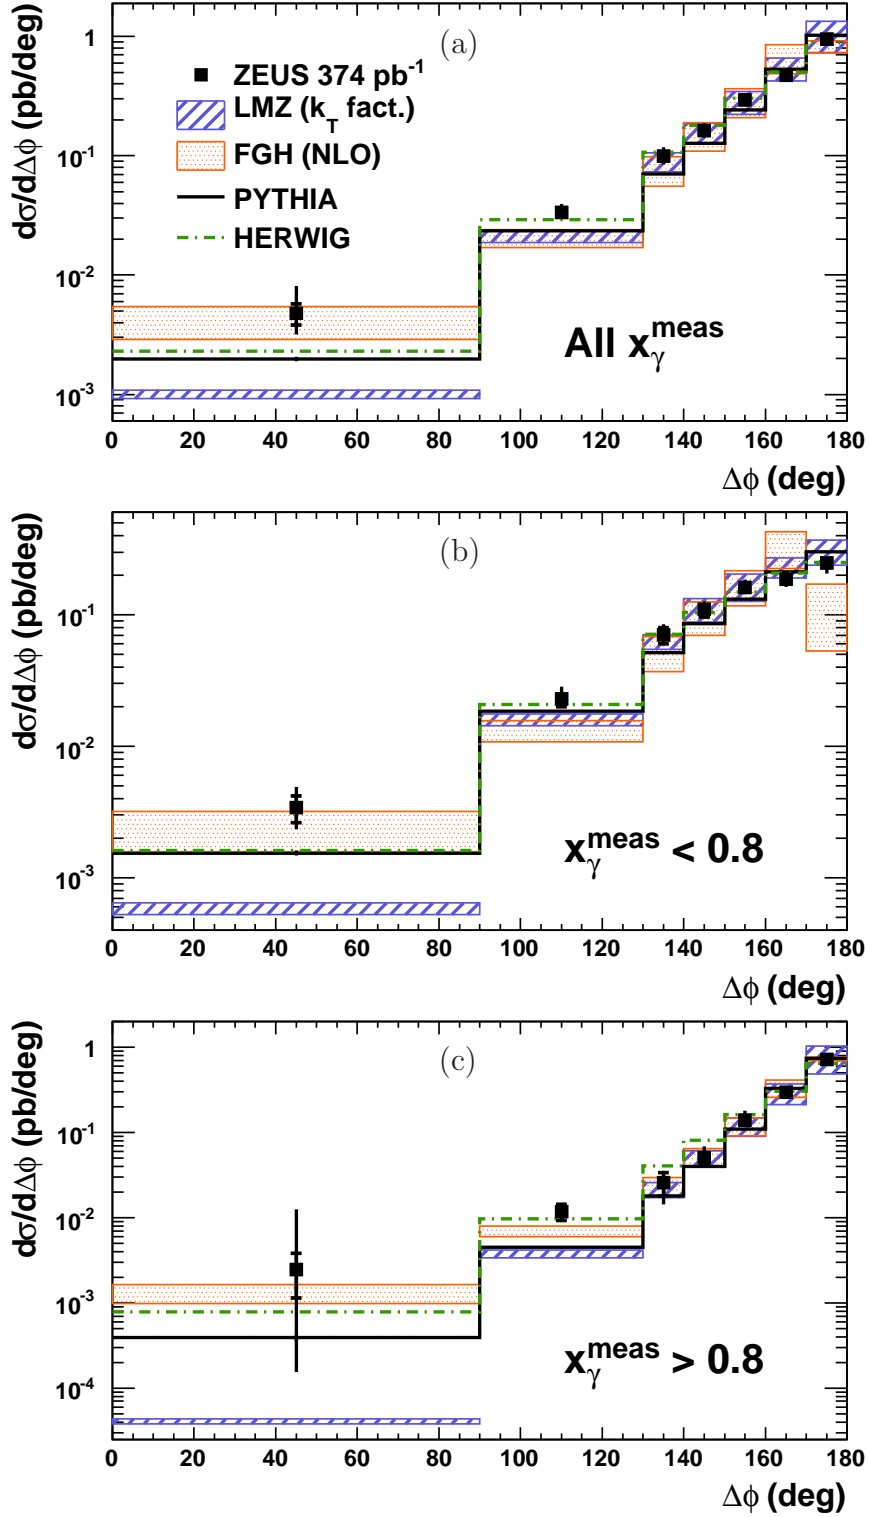 dσ/dΔϕ (pb/deg)
(a)
1
10⁻¹
10⁻²
10⁻³
ZEUS 374 pb⁻¹
LMZ (k_T fact.)
FGH (NLO)
PYTHIA
HERWIG
All x_γ^meas
0 20 40 60 80 100 120 140 160 180
Δϕ (deg)
dσ/dΔϕ (pb/deg)
(b)
10⁻¹
10⁻²
10⁻³
x_γ^meas < 0.8
0 20 40 60 80 100 120 140 160 180
Δϕ (deg)
dσ/dΔϕ (pb/deg)
(c)
1
10⁻¹
10⁻²
10⁻³
10⁻⁴
x_γ^meas > 0.8
0 20 40 60 80 100 120 140 160 180
Δϕ (deg)